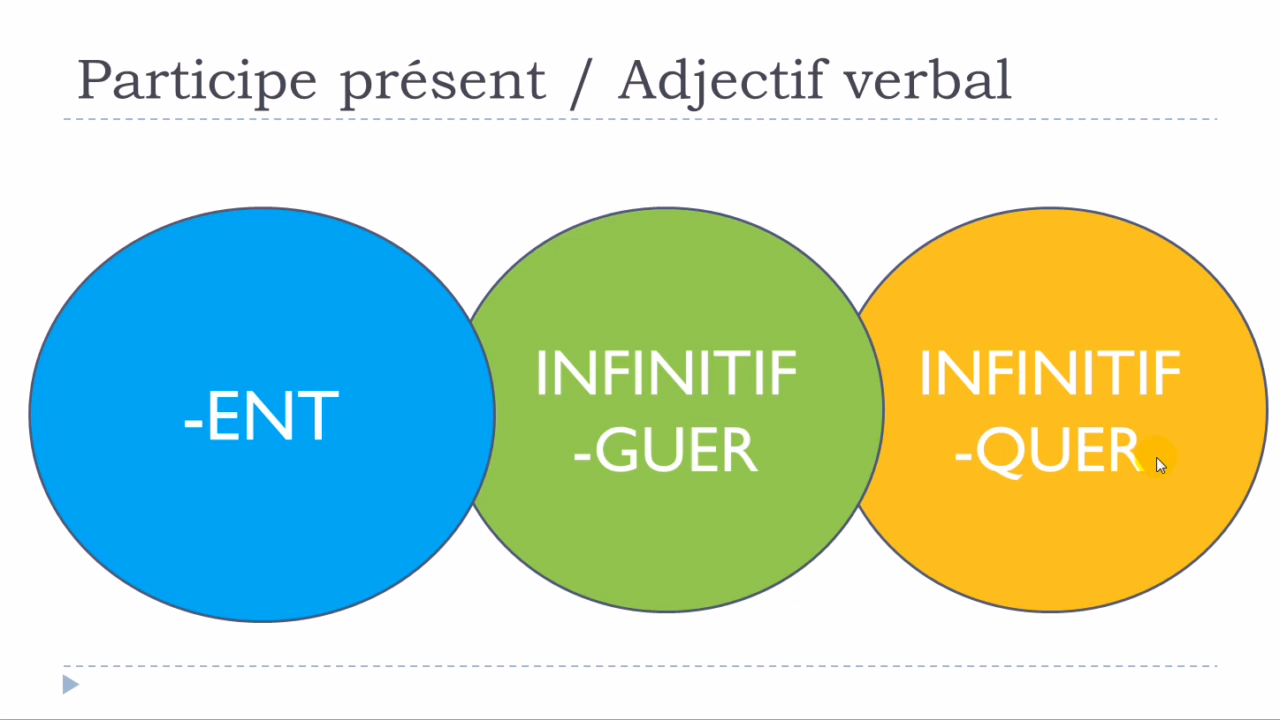 Participe présent / Adjectif verbal
-ENT
INFINITIF
-GUER
INFINITIF
-QUER